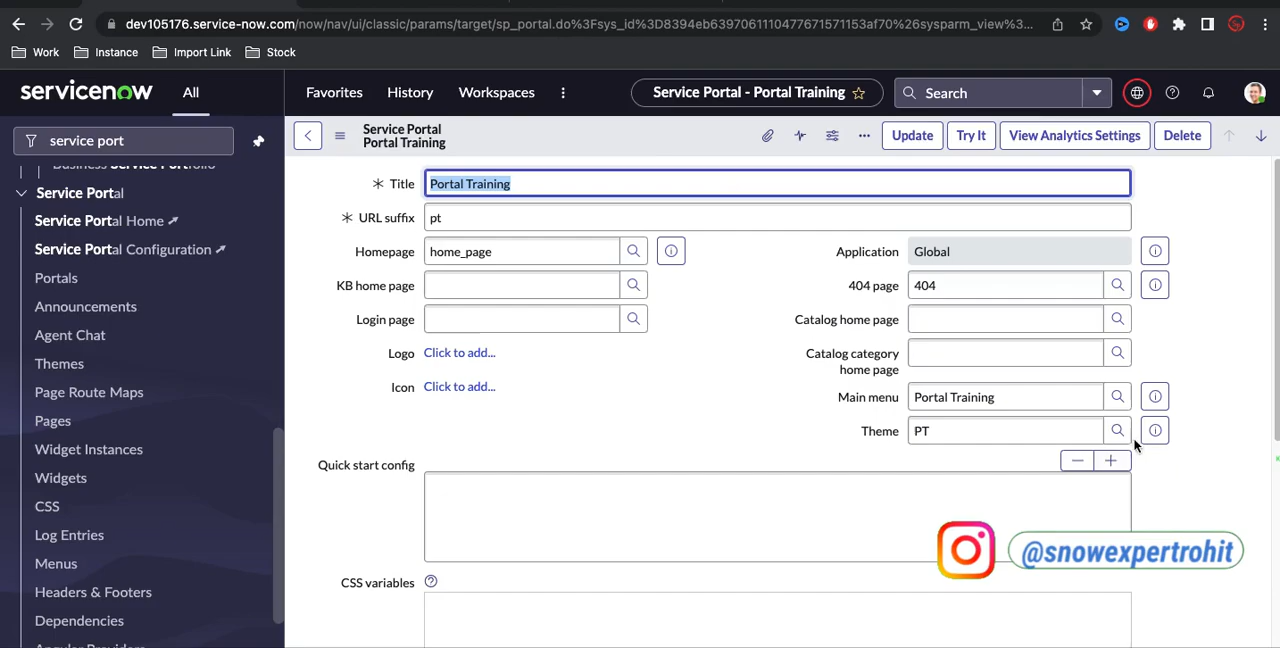 dev105176.service-now.com/now/nav/ui/classic/params/target/sp_portal.do%3Fsys_id%3D8394eb6397061110477671571153af70%26sysparm_view%3...
Work
Instance
Import Link
Stock
servicenow
All
Favorites
History
Workspaces
Service Portal - Portal Training
Search
service port
Business Service Portfolio
Service Portal
Service Portal Home
Service Portal Configuration
Portals
Announcements
Agent Chat
Themes
Page Route Maps
Pages
Widget Instances
Widgets
CSS
Log Entries
Menus
Headers & Footers
Dependencies
Angular Providers
Service Portal
Portal Training
Update
Try It
View Analytics Settings
Delete
Title
Portal Training
URL suffix
pt
Homepage
home_page
KB home page
Login page
Logo
Click to add...
Icon
Click to add...
Application
Global
404 page
404
Catalog home page
Catalog category
home page
Main menu
Portal Training
Theme
PT
Quick start config
CSS variables
@snowexpertrohit